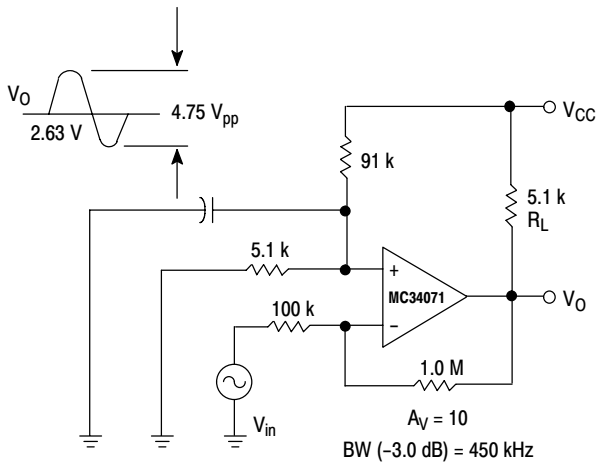 V_O
2.63 V
4.75 V_pp
V_CC
91 k
5.1 k
R_L
5.1 k
+
MC34071
V_O
100 k
−
1.0 M
V_in
A_V = 10
BW (−3.0 dB) = 450 kHz